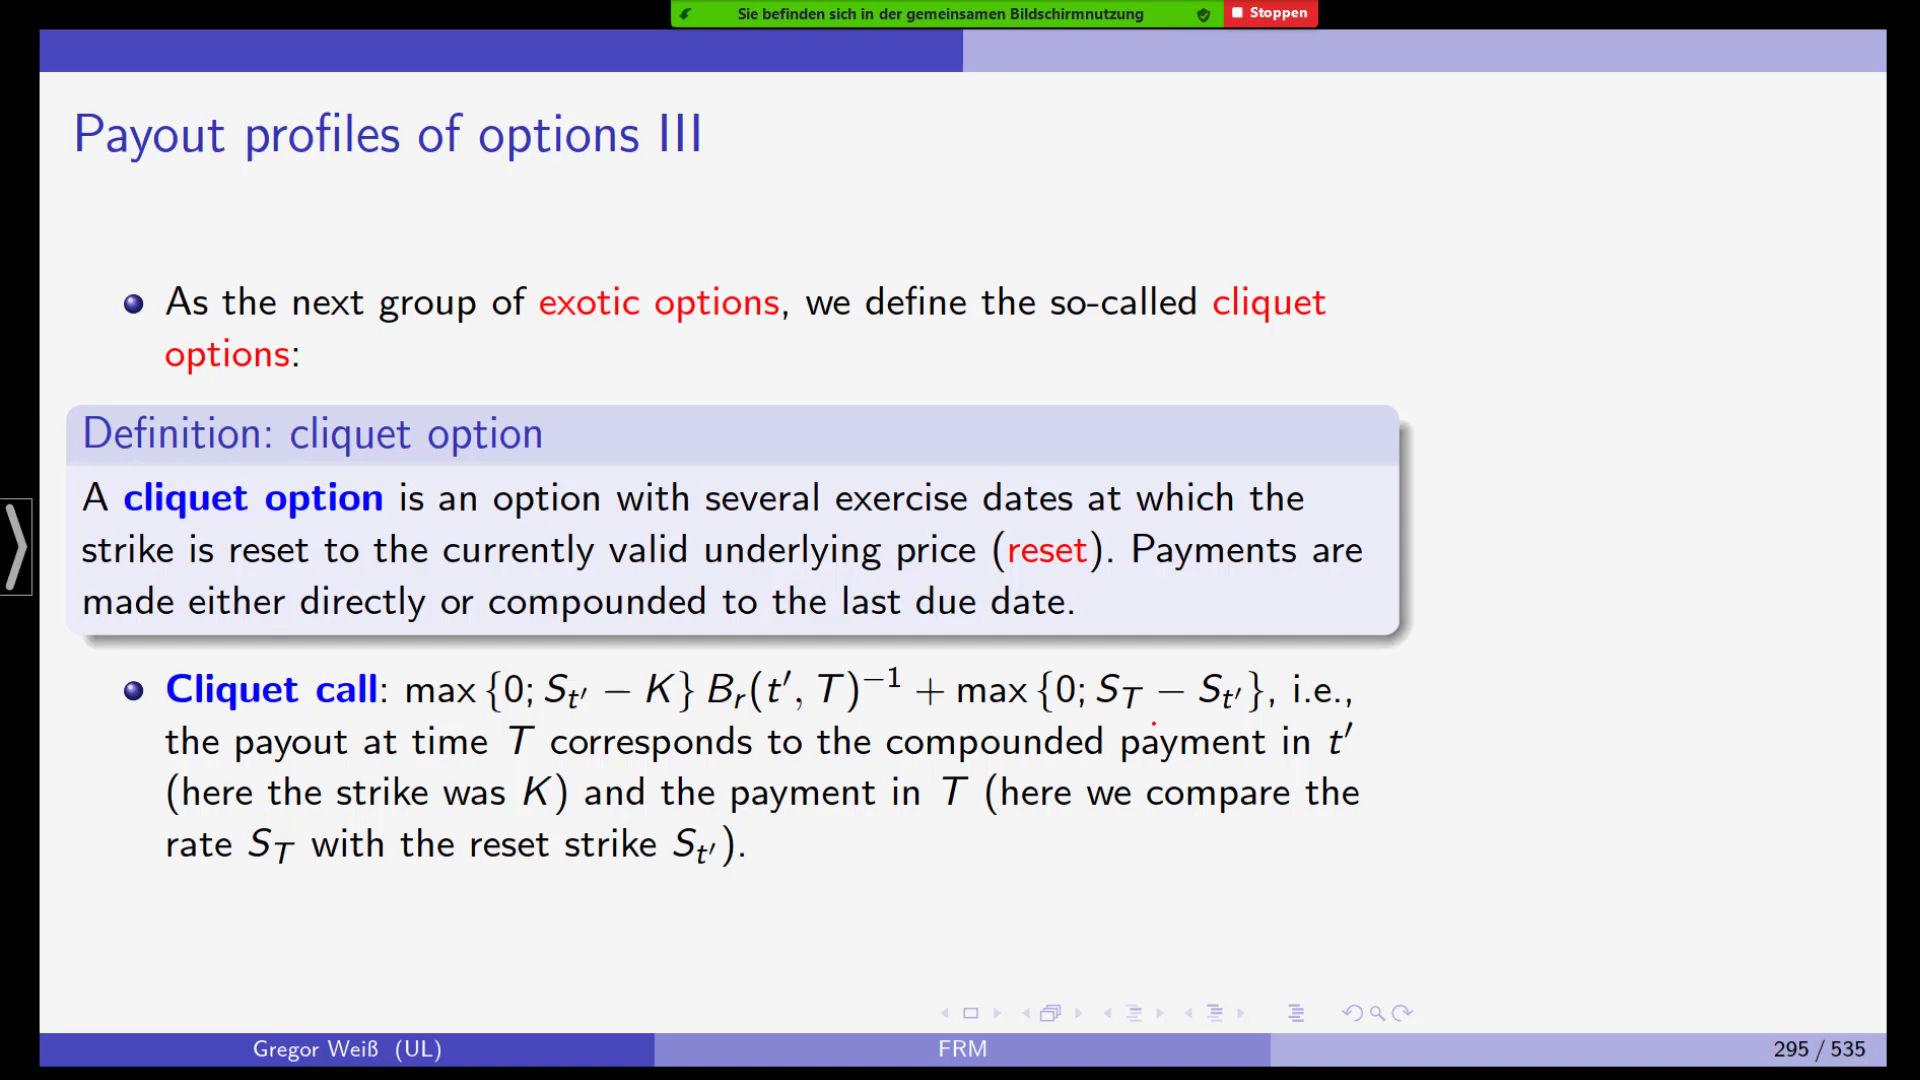 Sie befinden sich in der gemeinsamen Bildschirmnutzung
Stoppen
Payout profiles of options III
As the next group of exotic options, we define the so-called cliquet
options:
Definition: cliquet option
A cliquet option is an option with several exercise dates at which the
strike is reset to the currently valid underlying price (reset). Payments are
made either directly or compounded to the last due date.
Cliquet call: max {0; S_{t′} − K} B_r(t′, T)^{−1} + max {0; S_T − S_{t′}}, i.e.,
the payout at time T corresponds to the compounded payment in t′
(here the strike was K) and the payment in T (here we compare the
rate S_T with the reset strike S_{t′}).
Gregor Weiß (UL)
FRM
295 / 535